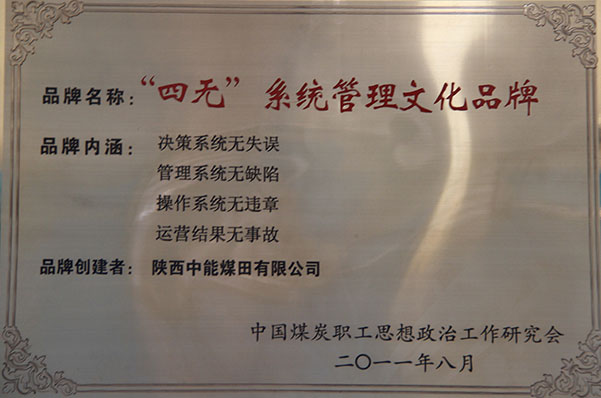 品牌名称：“四无”系统管理文化品牌
品牌内涵：决策系统无失误
管理系统无缺陷
操作系统无违章
运营结果无事故
品牌创建者：陕西中能煤田有限公司
中国煤炭职工思想政治工作研究会
二〇一一年八月